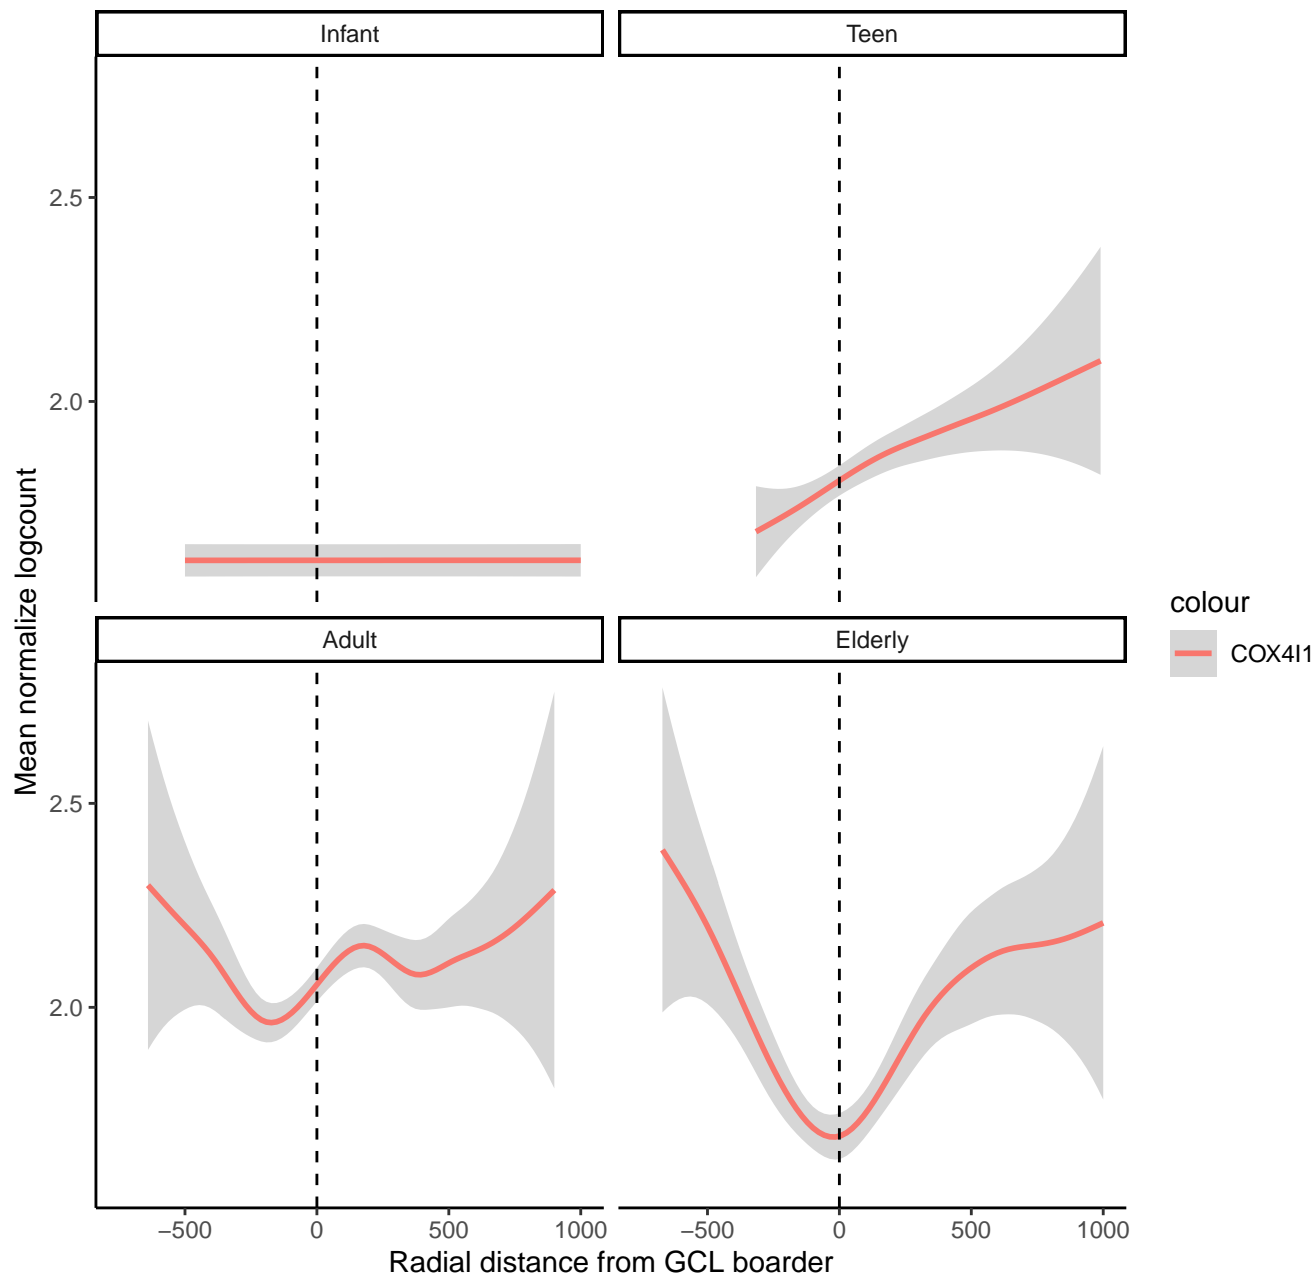 Infant
Teen
2.5
2.0
Adult
Elderly
2.5
2.0
−500
0
500
1000
−500
0
500
1000
Radial distance from GCL boarder
Mean normalize logcount
colour
COX4I1